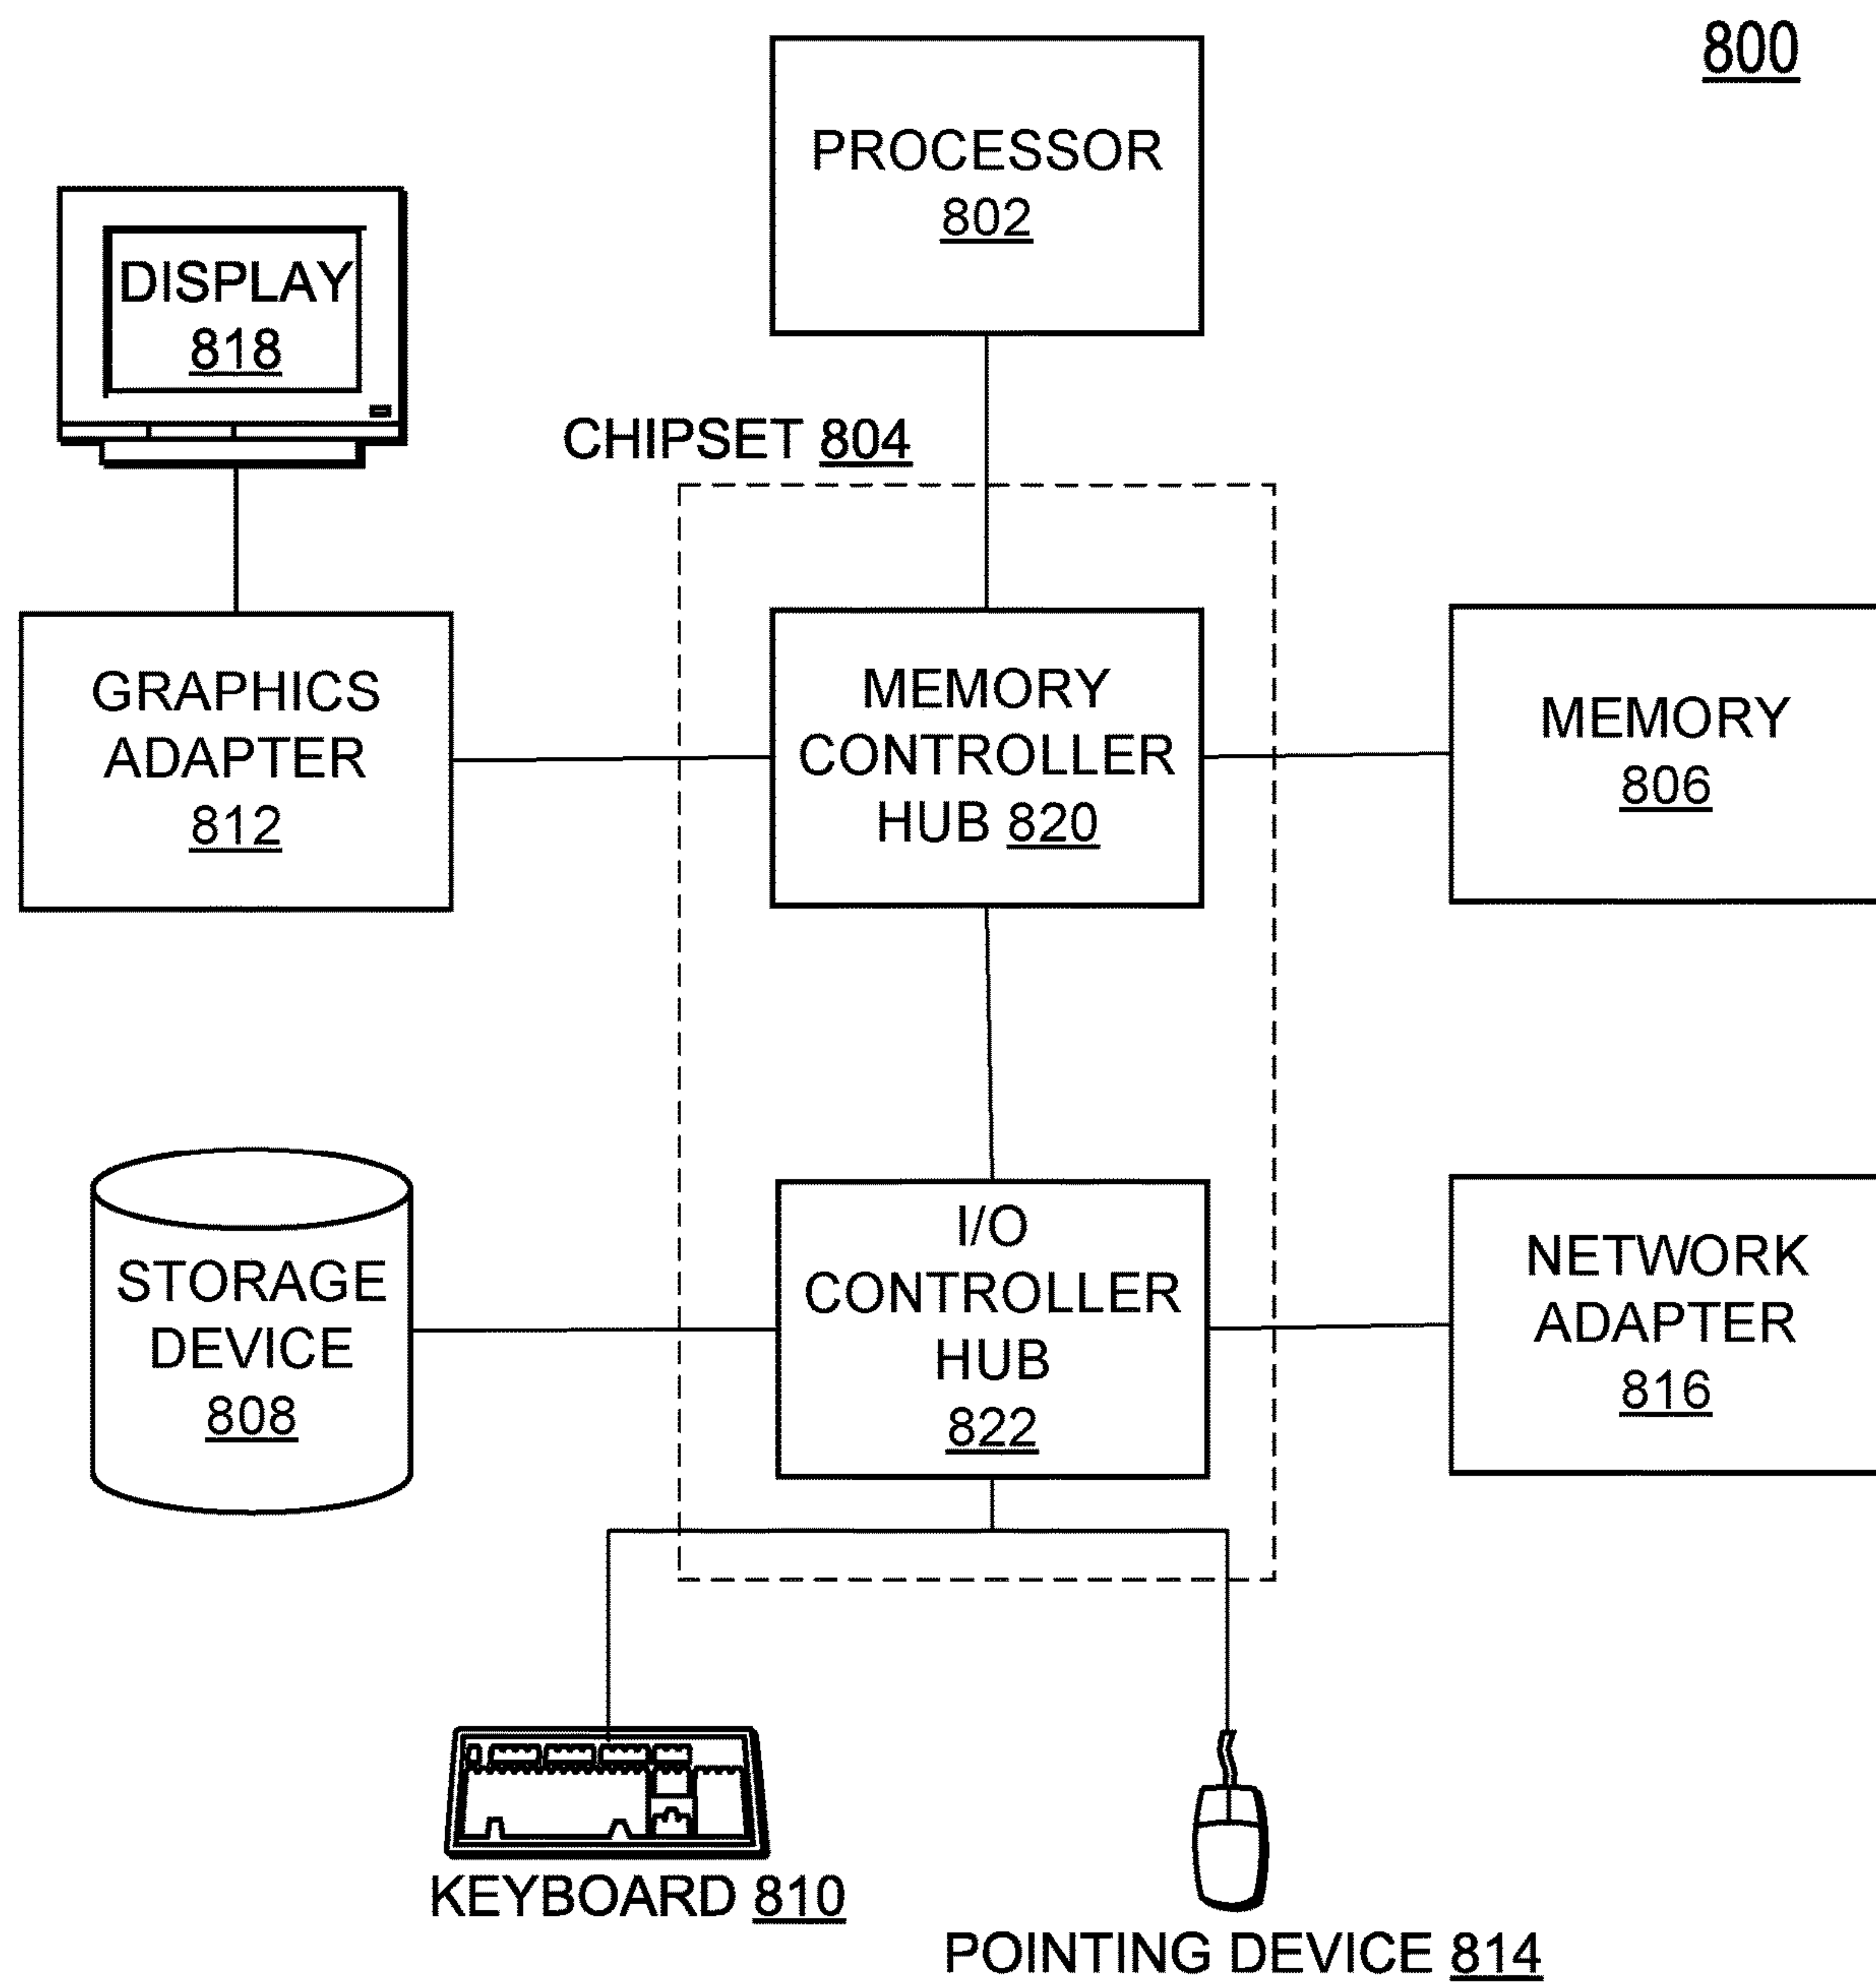 800
PROCESSOR
802
DISPLAY
818
CHIPSET 804
GRAPHICS
ADAPTER
812
MEMORY
CONTROLLER
HUB 820
MEMORY
806
STORAGE
DEVICE
808
I/O
CONTROLLER
HUB
822
NETWORK
ADAPTER
816
KEYBOARD 810
POINTING DEVICE 814